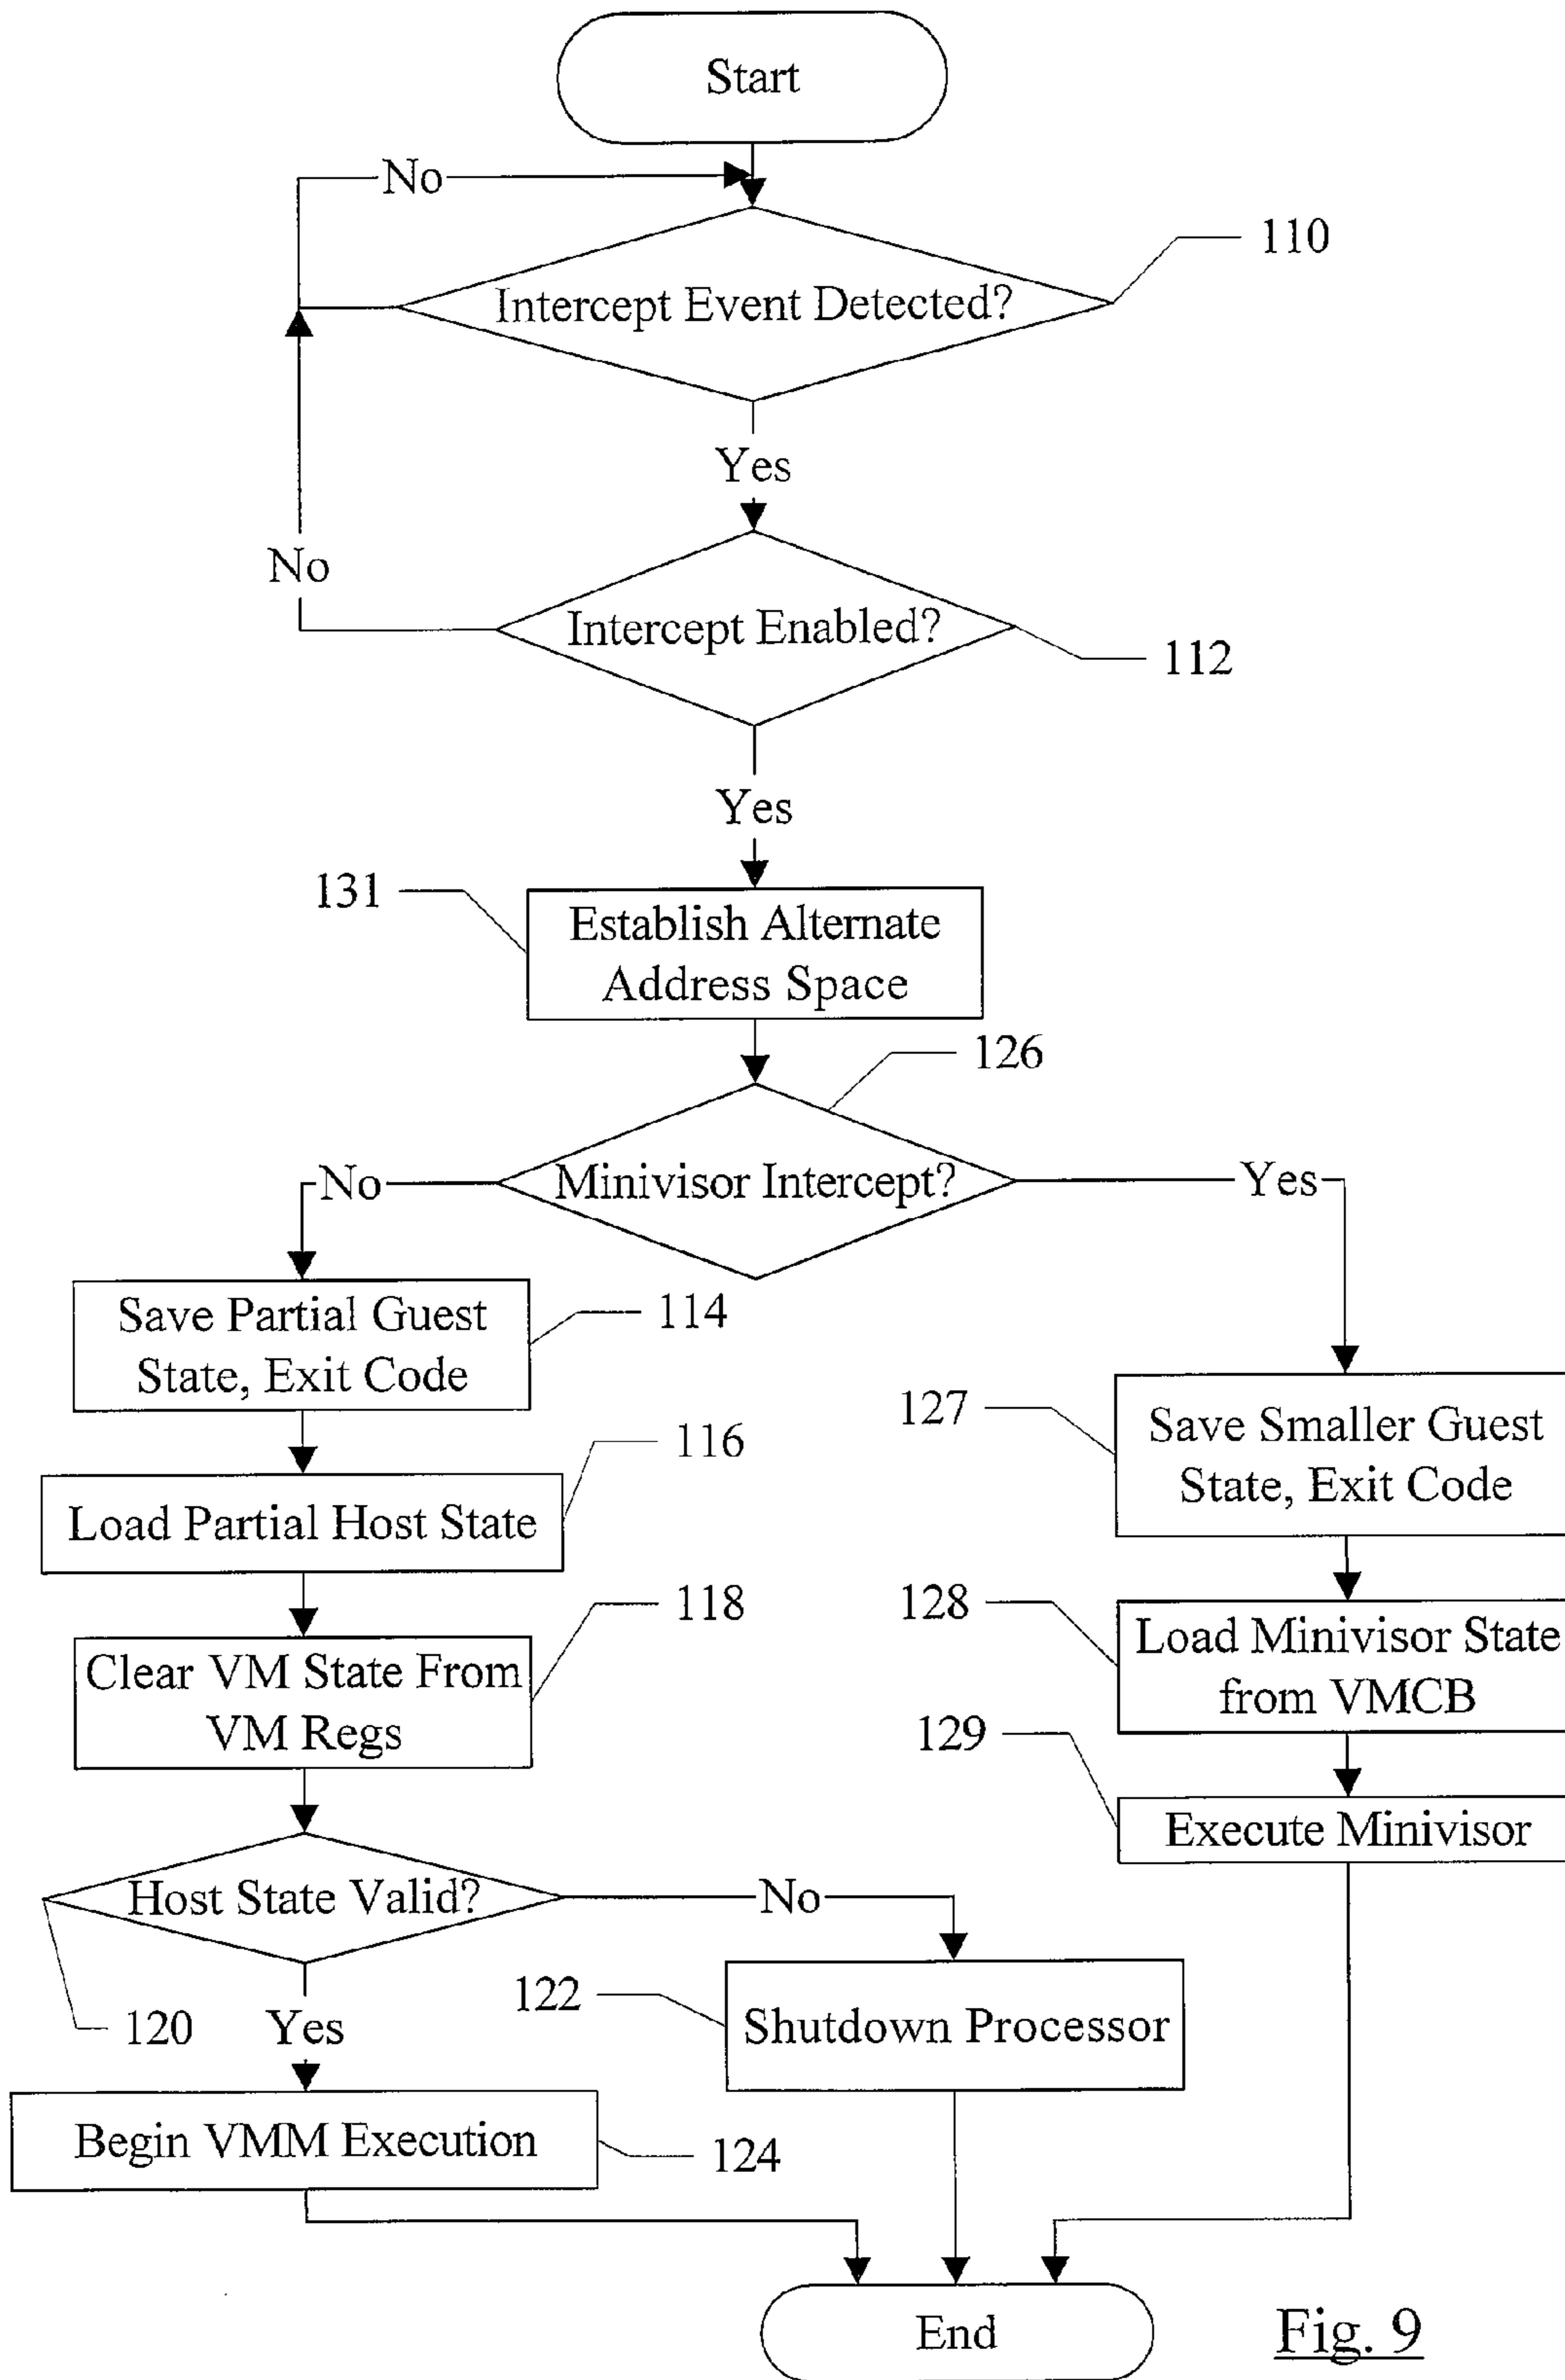 Start
No
110
Intercept Event Detected?
Yes
No
Intercept Enabled?
112
Yes
131
Establish Alternate
Address Space
126
Minivisor Intercept?
No
Yes
Save Partial Guest
State, Exit Code
114
116
Load Partial Host State
118
Clear VM State From
VM Regs
127
Save Smaller Guest
State, Exit Code
128
Load Minivisor State
from VMCB
129
Execute Minivisor
Host State Valid?
No
120
Yes
122
Shutdown Processor
Begin VMM Execution
124
End
Fig. 9